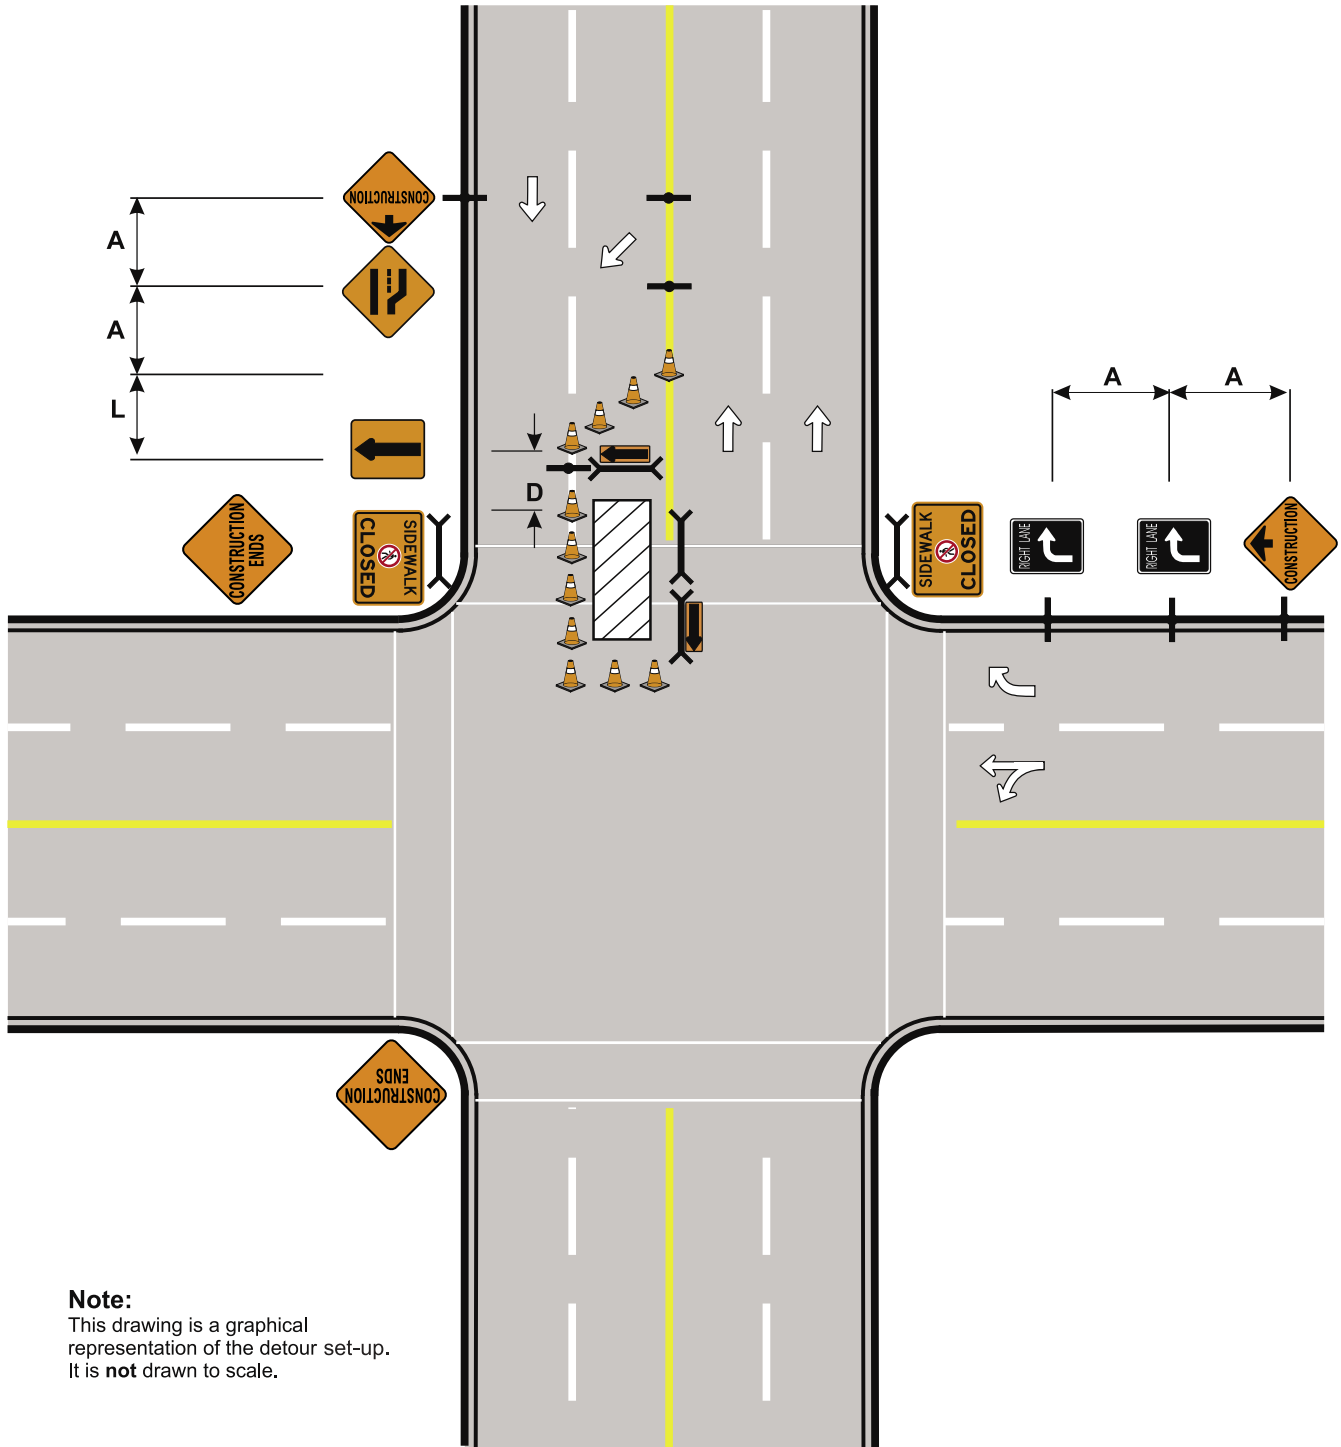 CONSTRUCTION
A
A
L
D
CONSTRUCTION
ENDS
SIDEWALK
CLOSED
SIDEWALK
CLOSED
A
A
RIGHT LANE
RIGHT LANE
CONSTRUCTION
CONSTRUCTION
ENDS
Note:
This drawing is a graphical
representation of the detour set-up.
It is not drawn to scale.